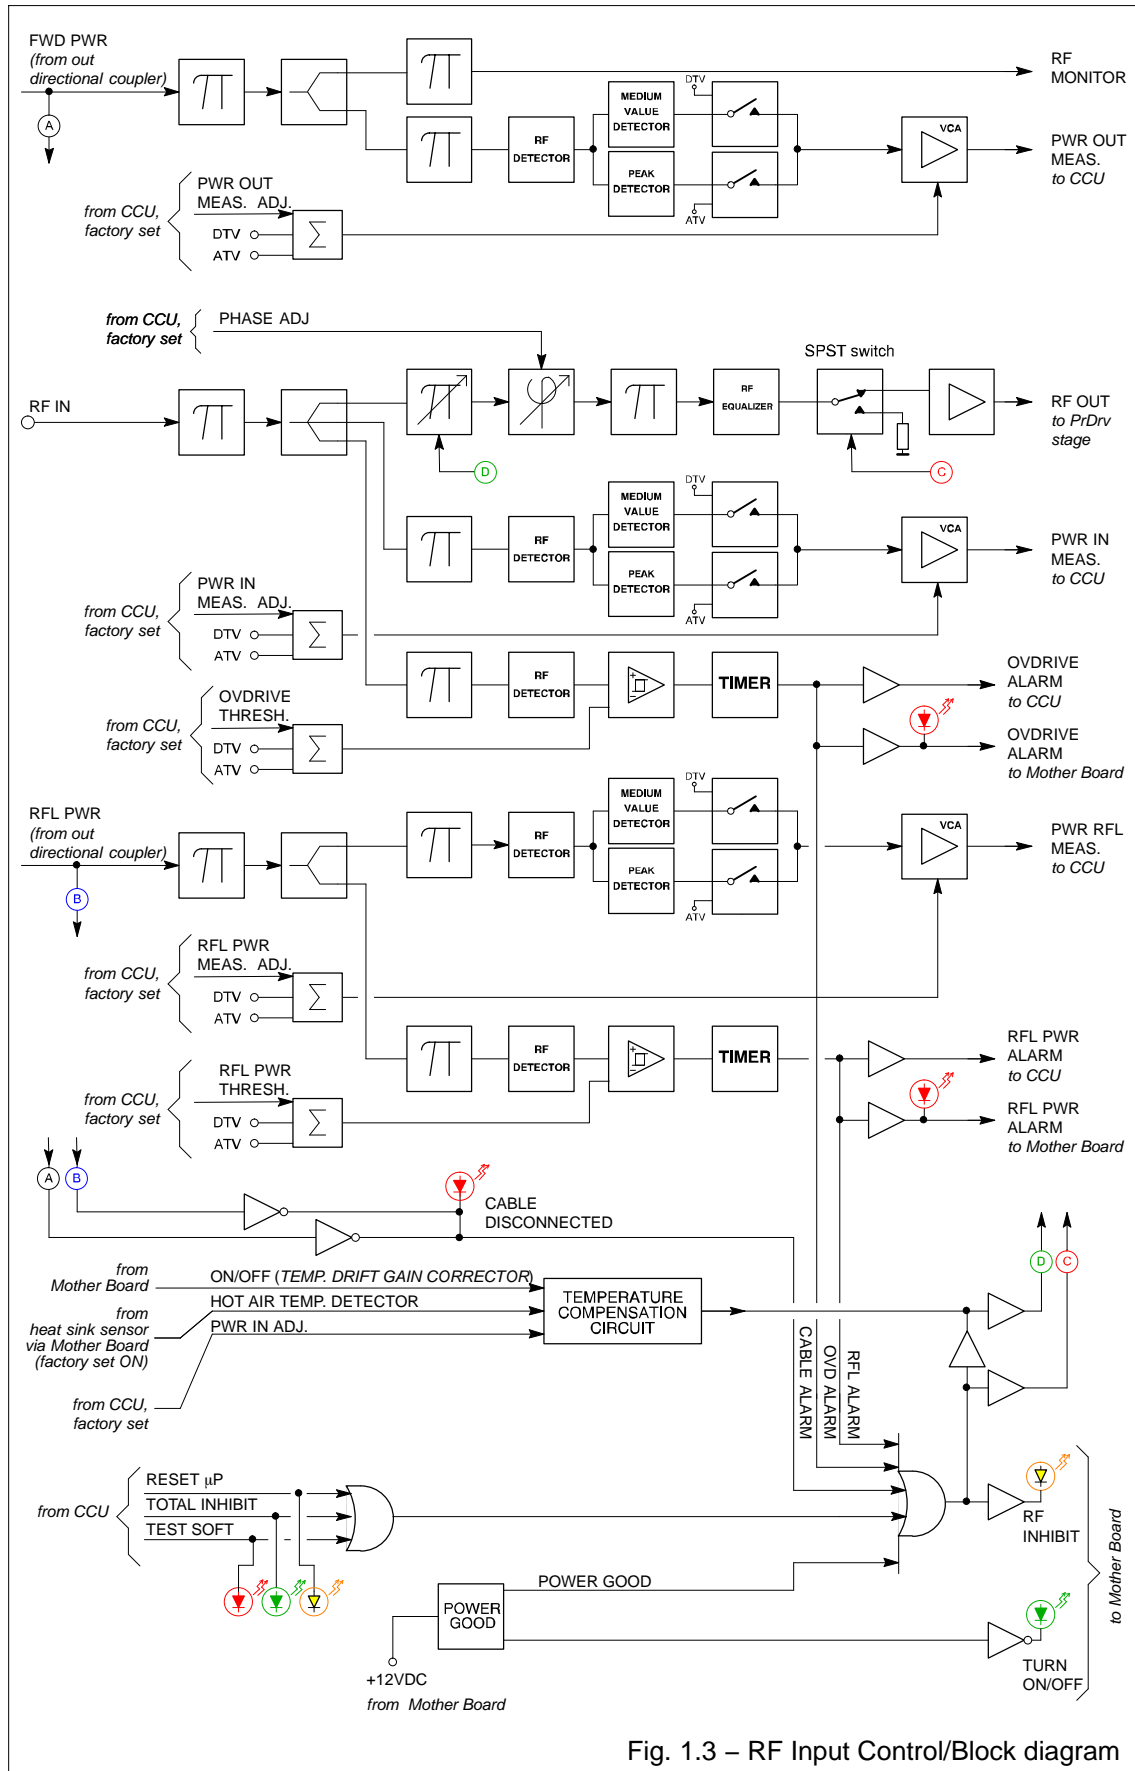 FWD PWR
(from out
directional coupler)
A
RF
MONITOR
DTV
MEDIUM
VALUE
DETECTOR
RF
DETECTOR
PEAK
DETECTOR
ATV
VCA
PWR OUT
MEAS.
to CCU
from CCU,
factory set
PWR OUT
MEAS. ADJ.
DTV
ATV
Σ
from CCU,
factory set
PHASE ADJ
RF IN
D
RF
EQUALIZER
SPST switch
C
RF OUT
to PrDrv
stage
DTV
MEDIUM
VALUE
DETECTOR
RF
DETECTOR
PEAK
DETECTOR
ATV
VCA
PWR IN
MEAS.
to CCU
from CCU,
factory set
PWR IN
MEAS. ADJ.
DTV
ATV
Σ
RF
DETECTOR
TIMER
OVDRIVE
ALARM
to CCU
from CCU,
factory set
OVDRIVE
THRESH.
DTV
ATV
Σ
OVDRIVE
ALARM
to Mother Board
RFL PWR
(from out
directional coupler)
B
DTV
MEDIUM
VALUE
DETECTOR
RF
DETECTOR
PEAK
DETECTOR
ATV
VCA
PWR RFL
MEAS.
to CCU
from CCU,
factory set
RFL PWR
MEAS. ADJ.
DTV
ATV
Σ
RF
DETECTOR
TIMER
RFL PWR
ALARM
to CCU
from CCU,
factory set
RFL PWR
THRESH.
DTV
ATV
Σ
RFL PWR
ALARM
to Mother Board
A
B
CABLE
DISCONNECTED
D
C
from
Mother Board
ON/OFF (TEMP. DRIFT GAIN CORRECTOR)
from
heat sink sensor
via Mother Board
(factory set ON)
HOT AIR TEMP. DETECTOR
PWR IN ADJ.
from CCU,
factory set
TEMPERATURE
COMPENSATION
CIRCUIT
CABLE ALARM
OVD ALARM
RFL ALARM
from CCU
RESET µP
TOTAL INHIBIT
TEST SOFT
RF
INHIBIT
POWER GOOD
POWER
GOOD
+12VDC
from Mother Board
TURN
ON/OFF
to Mother Board
Fig. 1.3 – RF Input Control/Block diagram